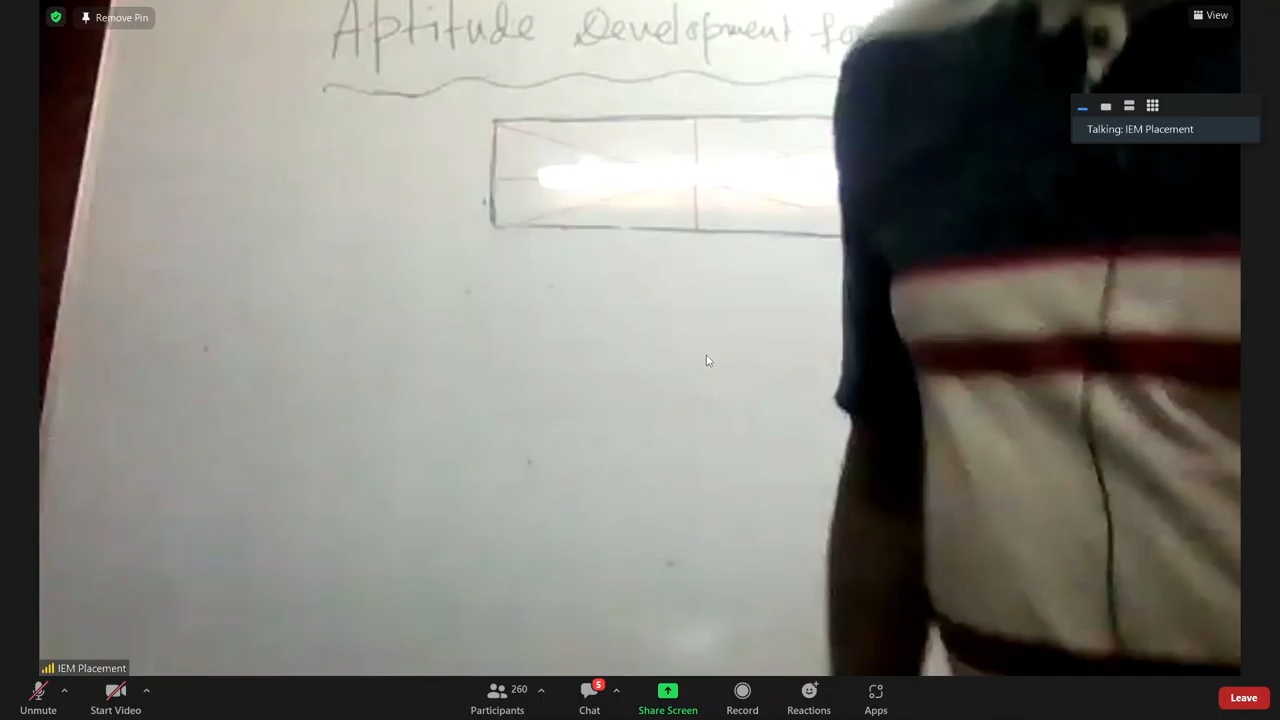 Remove Pin
View
Aptitude Development for
Talking: IEM Placement
IEM Placement
Unmute
Start Video
260
Participants
5
Chat
Share Screen
Record
Reactions
Apps
Leave